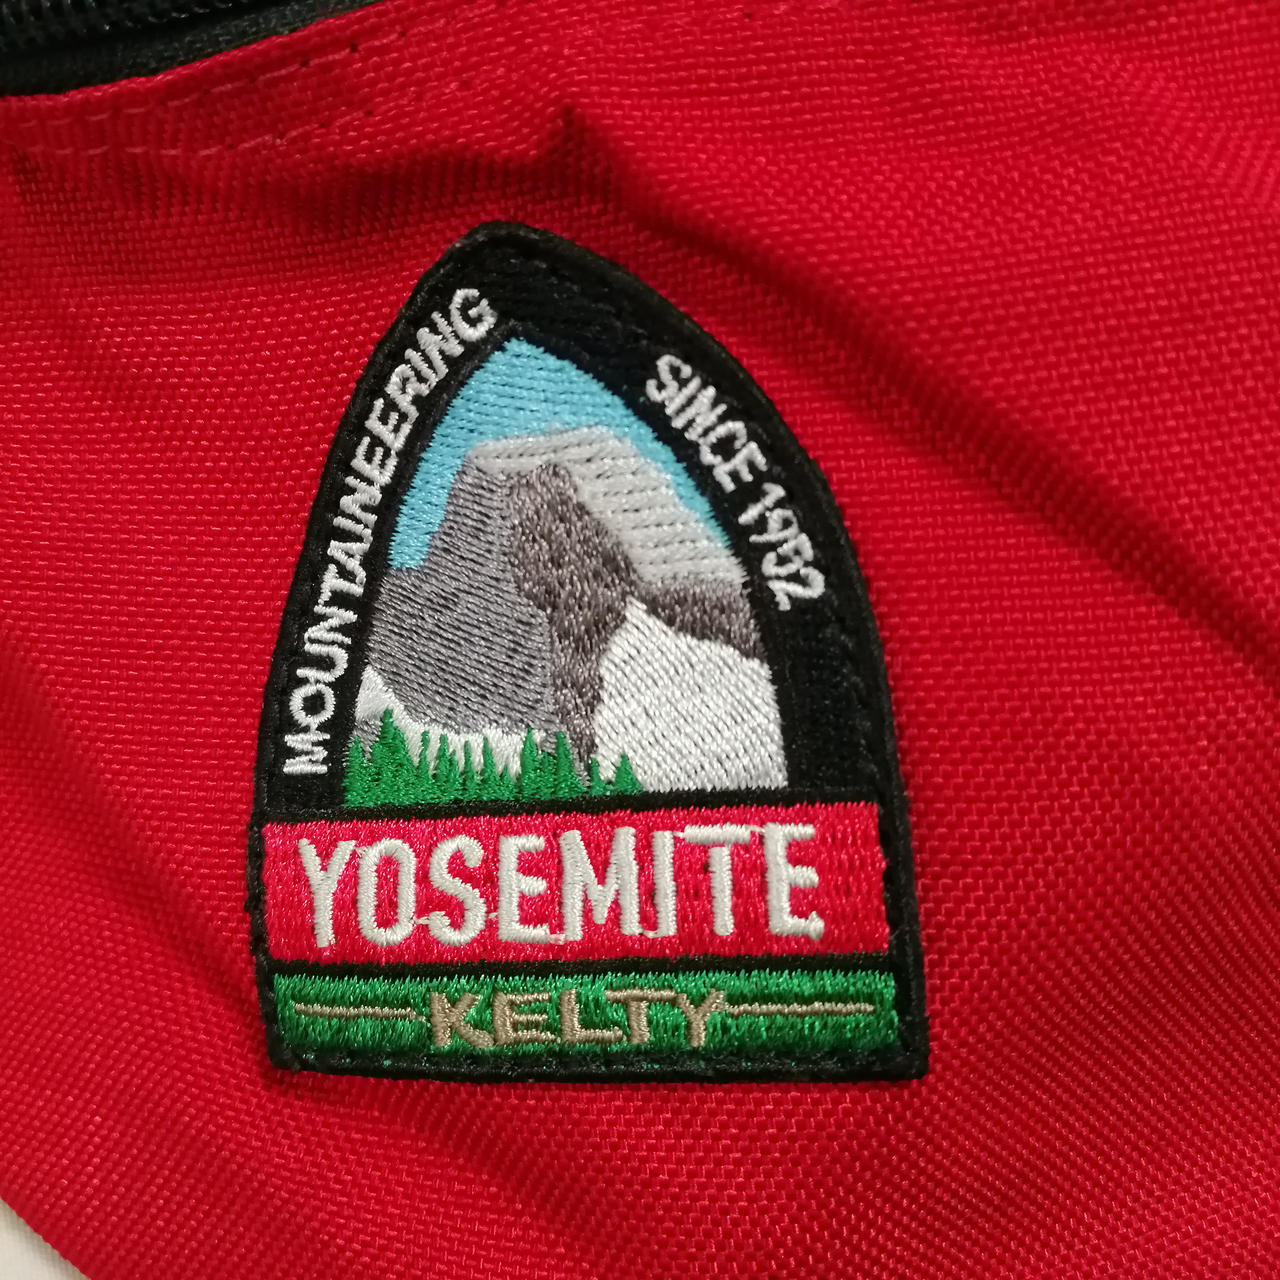 MOUNTAINEERING
SINCE 1952
YOSEMITE
KELTY